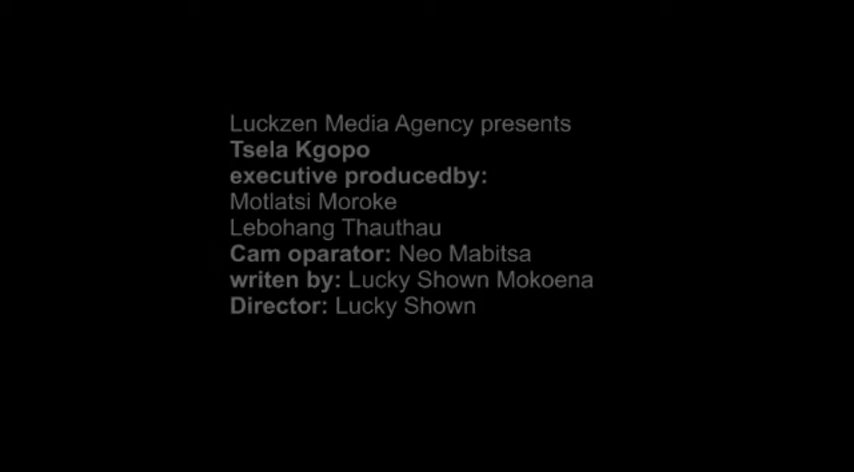 Luckzen Media Agency presents
Tsela Kgopo
executive producedby:
Motlatsi Moroke
Lebohang Thauthau
Cam oparator: Neo Mabitsa
writen by: Lucky Shown Mokoena
Director: Lucky Shown